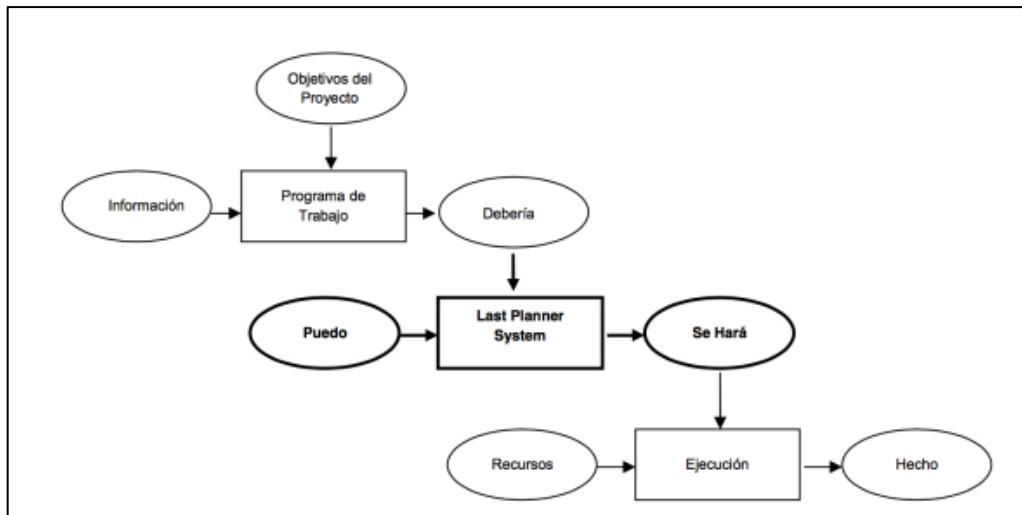 Objetivos del
Proyecto
Información
Programa de
Trabajo
Debería
Puedo
Last Planner
System
Se Hará
Recursos
Ejecución
Hecho